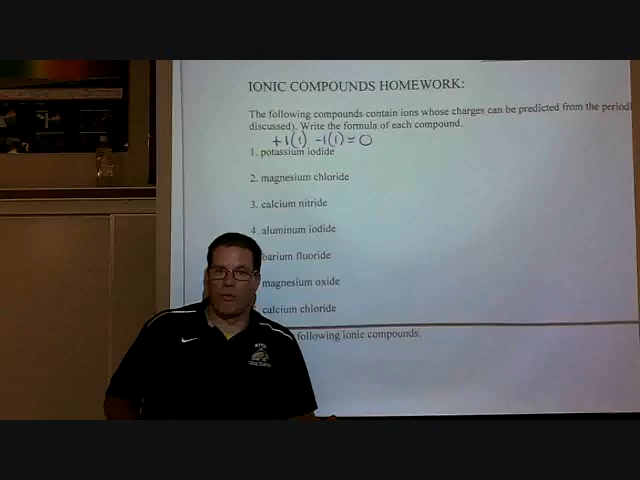 IONIC COMPOUNDS HOMEWORK:
The following compounds contain ions whose charges can be predicted from the period
discussed). Write the formula of each compound.
+1(1) -1(1) = 0
1. potassium iodide
2. magnesium chloride
3. calcium nitride
4. aluminum iodide
barium fluoride
magnesium oxide
calcium chloride
following ionic compounds.